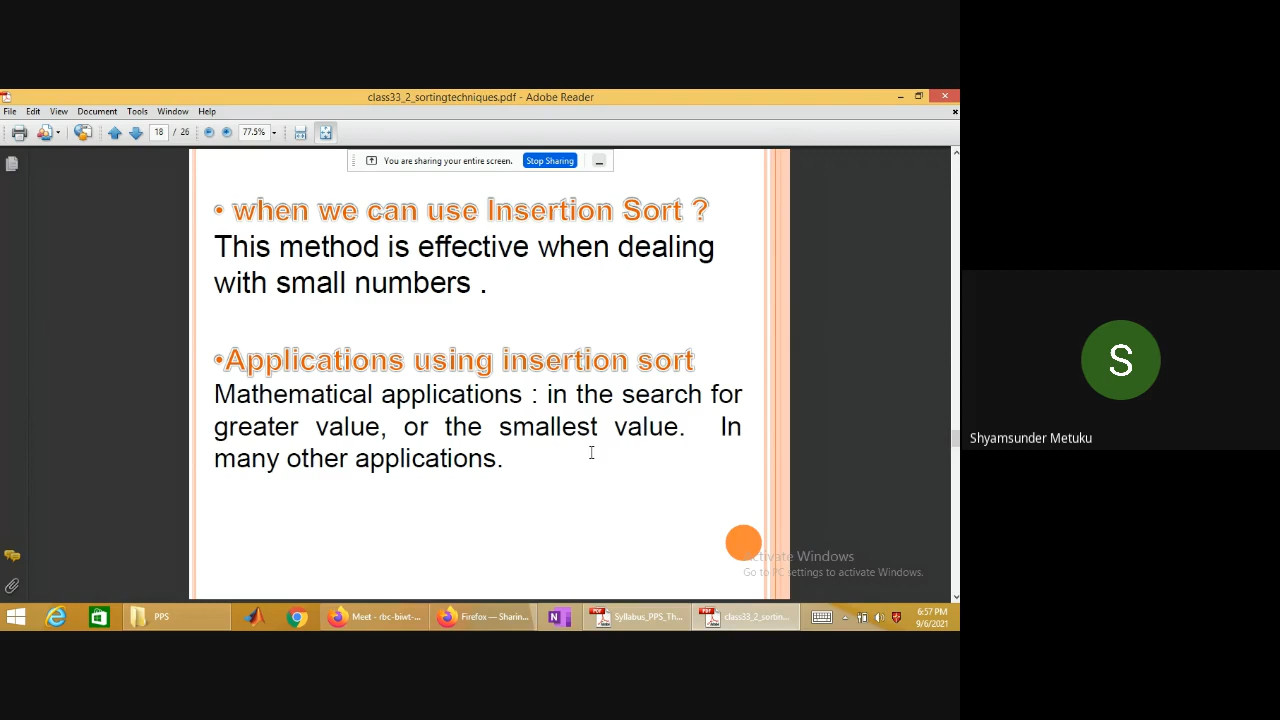 class33_2_sortingtechniques.pdf - Adobe Reader
File Edit View Document Tools Window Help
18 / 26 77.5%
You are sharing your entire screen. Stop Sharing
• when we can use Insertion Sort ?
This method is effective when dealing
with small numbers .
•Applications using insertion sort
Mathematical applications : in the search for
greater value, or the smallest value. In
many other applications.
S
Shyamsunder Metuku
Activate Windows
Go to PC settings to activate Windows.
PPS
Meet - rbc-biwt-...
Firefox — Sharin...
Syllabus_PPS_Th...
class33_2_sortin...
6:57 PM
9/6/2021